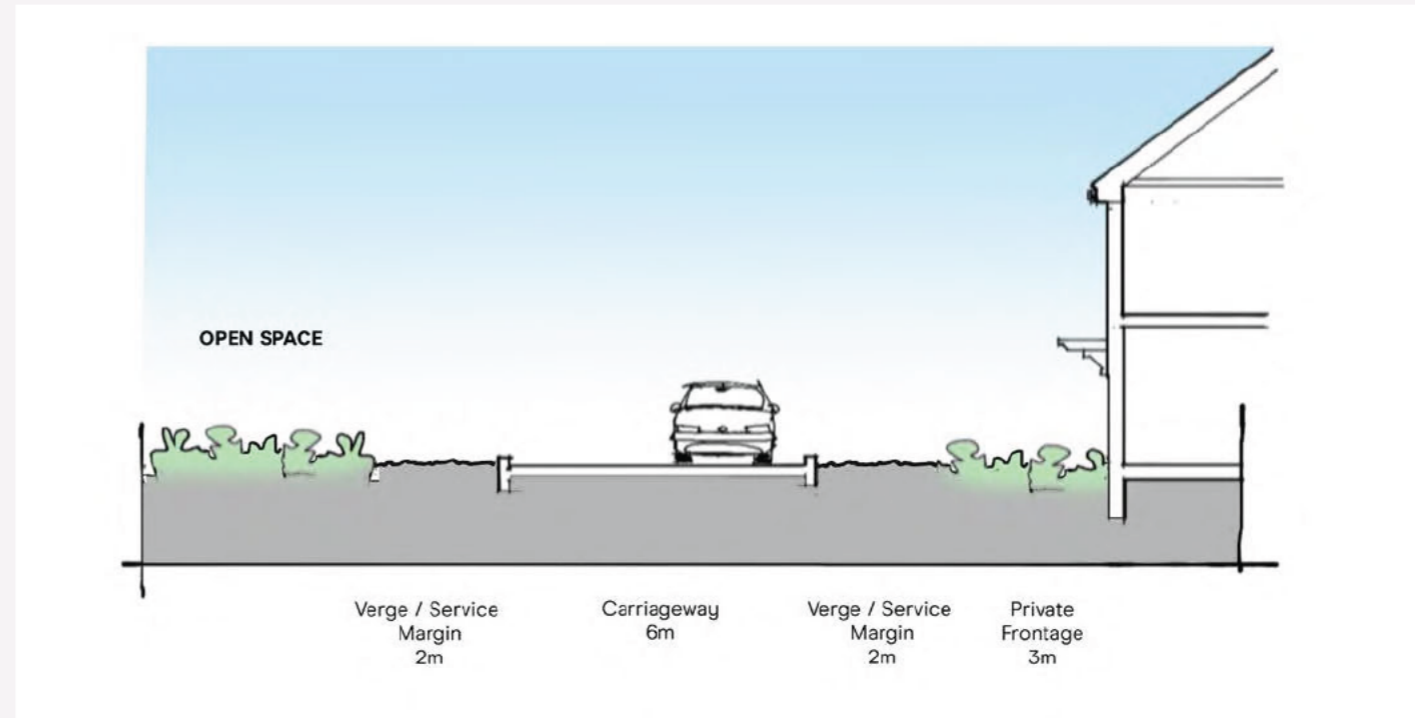 OPEN SPACE
Verge / Service
Margin
2m
Carriageway
6m
Verge / Service
Margin
2m
Private
Frontage
3m